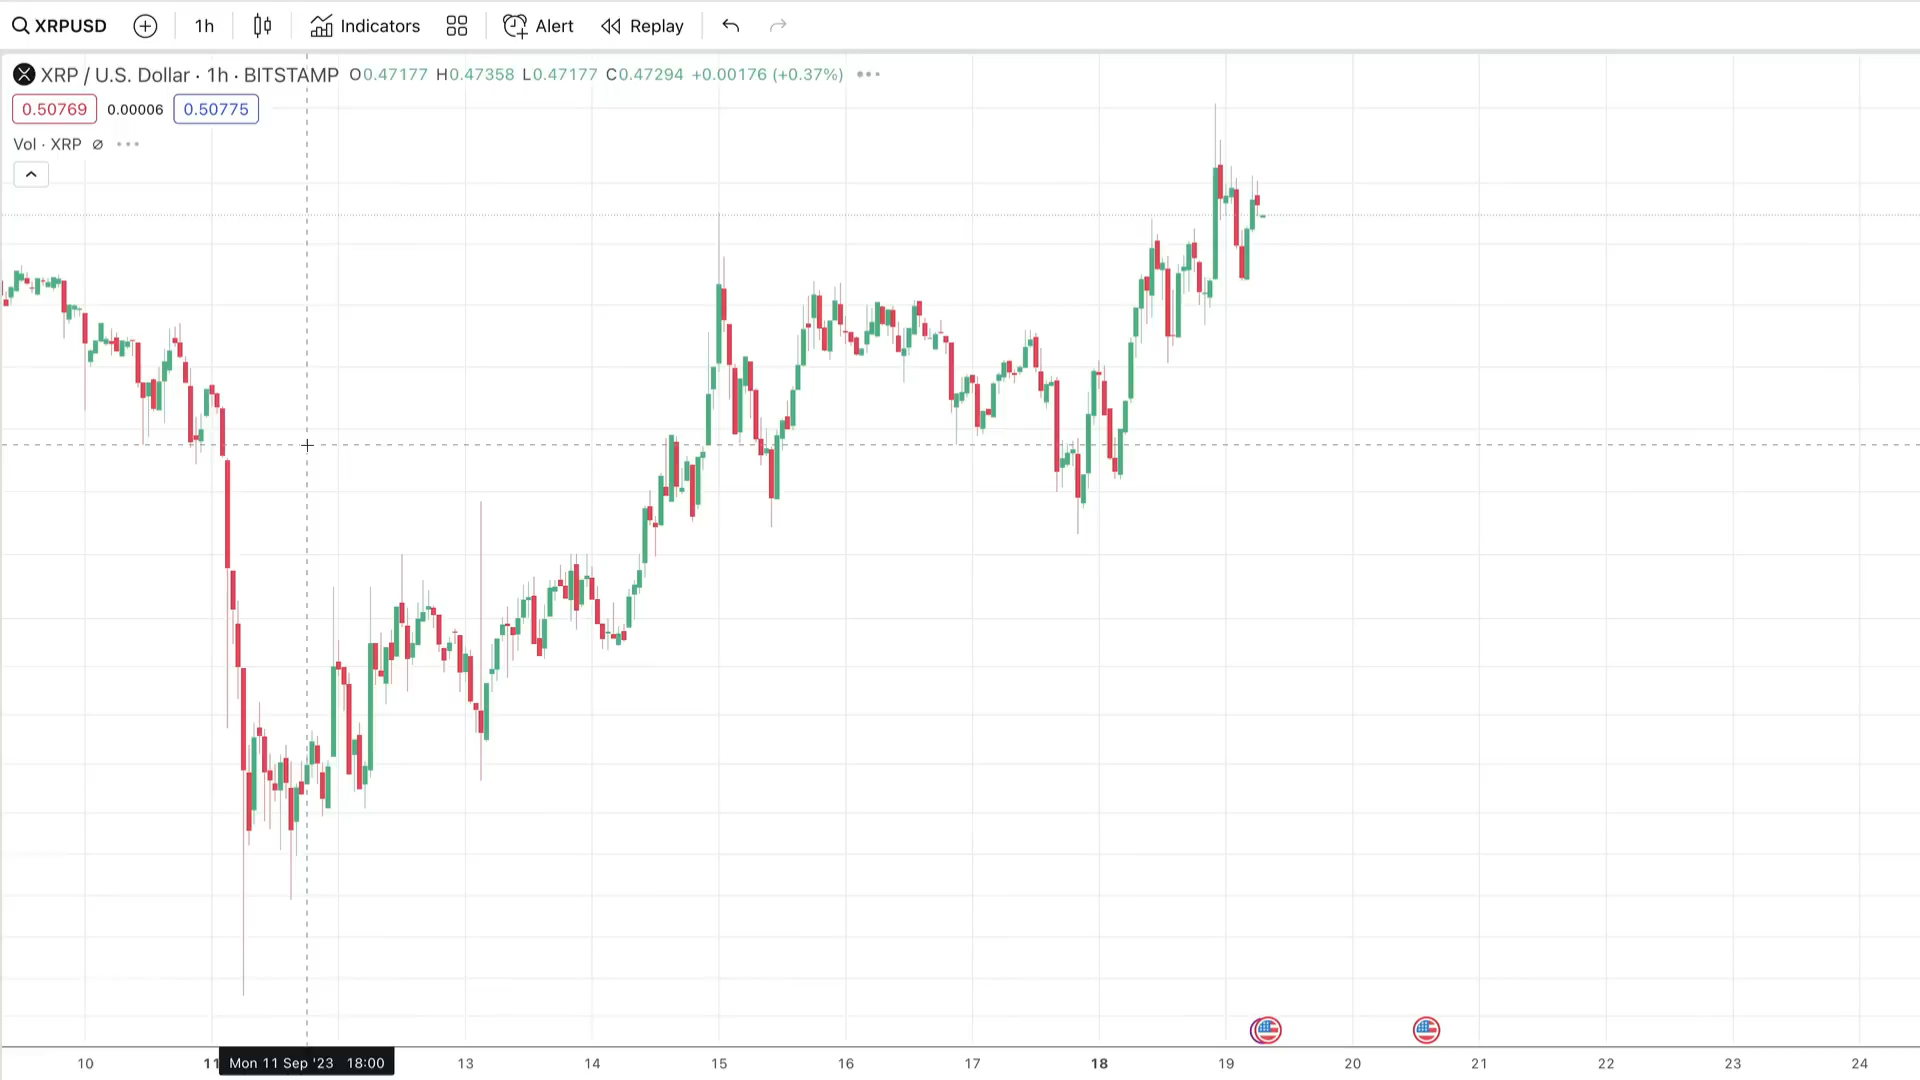 XRPUSD 1h Indicators Alert Replay
XRP / U.S. Dollar · 1h · BITSTAMP O0.47177 H0.47358 L0.47177 C0.47294 +0.00176 (+0.37%)
0.50769 0.00006 0.50775
Vol · XRP
10 11 Mon 11 Sep '23 18:00 13 14 15 16 17 18 19 20 21 22 23 24